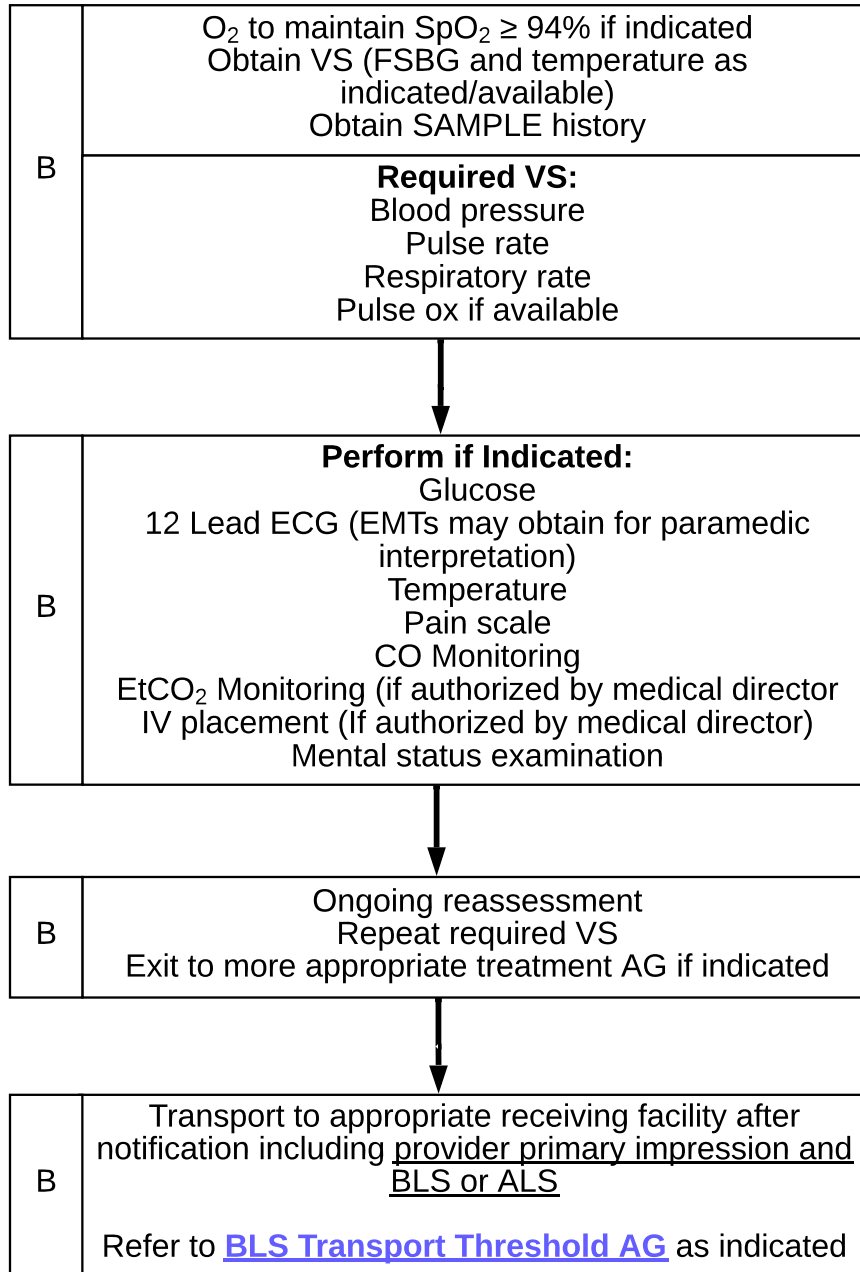 O₂ to maintain SpO₂ ≥ 94% if indicated
Obtain VS (FSBG and temperature as
indicated/available)
Obtain SAMPLE history
B
Required VS:
Blood pressure
Pulse rate
Respiratory rate
Pulse ox if available
Perform if Indicated:
Glucose
12 Lead ECG (EMTs may obtain for paramedic
interpretation)
Temperature
Pain scale
B
CO Monitoring
EtCO₂ Monitoring (if authorized by medical director
IV placement (If authorized by medical director)
Mental status examination
Ongoing reassessment
B
Repeat required VS
Exit to more appropriate treatment AG if indicated
Transport to appropriate receiving facility after
notification including provider primary impression and
B
BLS or ALS
Refer to BLS Transport Threshold AG as indicated